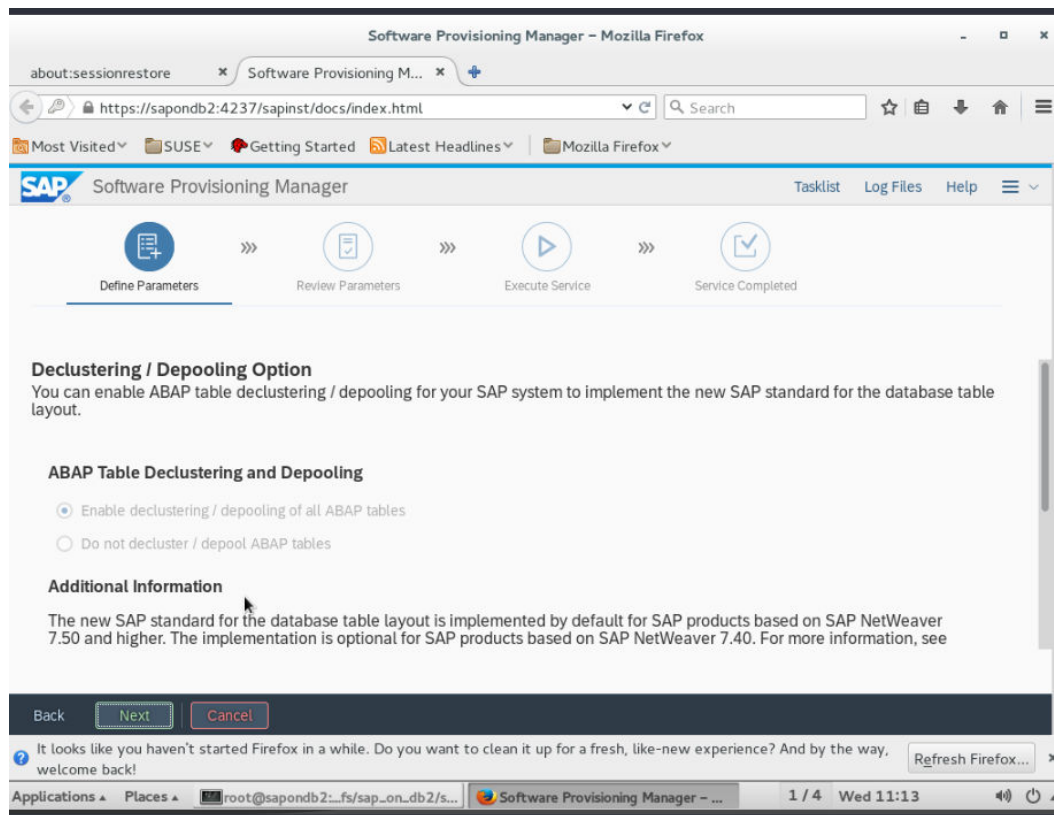 Software Provisioning Manager – Mozilla Firefox
about:sessionrestore
Software Provisioning M...
https://sapondb2:4237/sapinst/docs/index.html
Search
Most Visited
SUSE
Getting Started
Latest Headlines
Mozilla Firefox
SAP
Software Provisioning Manager
Tasklist
Log Files
Help
Define Parameters
Review Parameters
Execute Service
Service Completed
Declustering / Depooling Option
You can enable ABAP table declustering / depooling for your SAP system to implement the new SAP standard for the database table
layout.
ABAP Table Declustering and Depooling
Enable declustering / depooling of all ABAP tables
Do not decluster / depool ABAP tables
Additional Information
The new SAP standard for the database table layout is implemented by default for SAP products based on SAP NetWeaver
7.50 and higher. The implementation is optional for SAP products based on SAP NetWeaver 7.40. For more information, see
Back
Next
Cancel
It looks like you haven't started Firefox in a while. Do you want to clean it up for a fresh, like-new experience? And by the way,
welcome back!
Refresh Firefox...
Applications
Places
root@sapondb2:..fs/sap_on_db2/s...
Software Provisioning Manager – ...
1 / 4
Wed 11:13